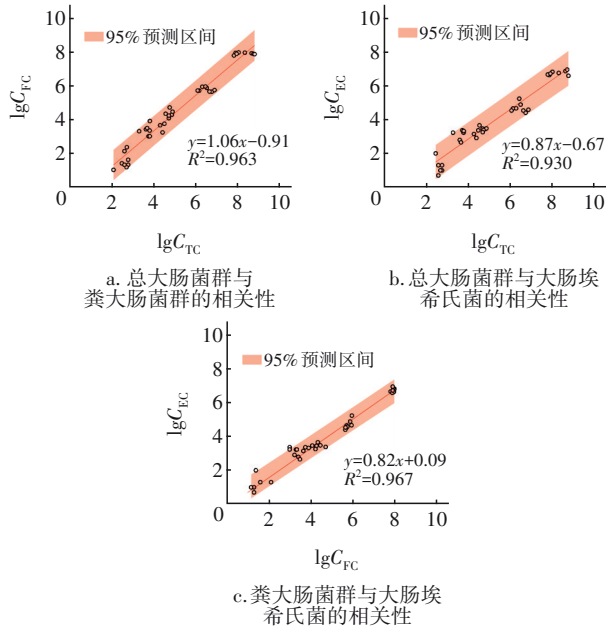 10
95% 预测区间
8
6
lgC_FC
4
2
y=1.06x−0.91
R²=0.963
0
2 4 6 8 10
lgC_TC
a. 总大肠菌群与
粪大肠菌群的相关性
10
95% 预测区间
8
6
lgC_EC
4
2
y=0.87x−0.67
R²=0.930
0
2 4 6 8 10
lgC_TC
b. 总大肠菌群与大肠埃
希氏菌的相关性
10
95% 预测区间
8
6
lgC_EC
4
2
y=0.82x+0.09
R²=0.967
0
2 4 6 8 10
lgC_FC
c. 粪大肠菌群与大肠埃
希氏菌的相关性